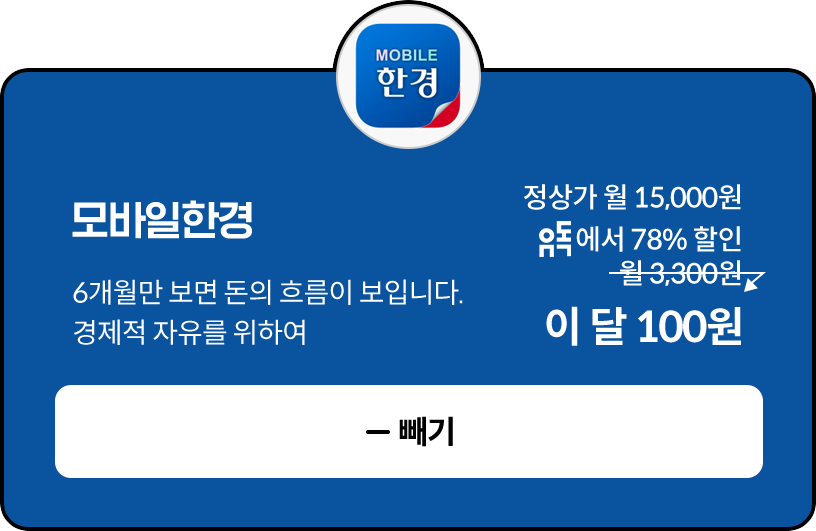 MOBILE
한경
모바일한경
6개월만 보면 돈의 흐름이 보입니다.
경제적 자유를 위하여
정상가 월 15,000원
유독에서 78% 할인
월 3,300원
이 달 100원
− 빼기